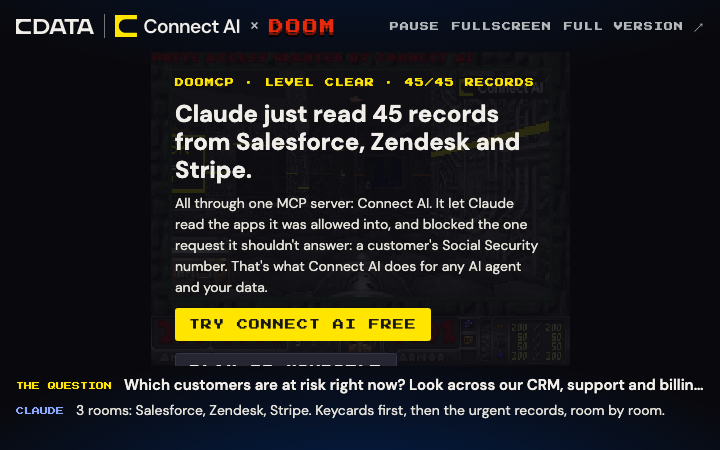 CDATA Connect AI × DOOM PAUSE FULLSCREEN FULL VERSION ↗
DOOMCP · LEVEL CLEAR · 45/45 RECORDS
Claude just read 45 records
from Salesforce, Zendesk and
Stripe.
All through one MCP server: Connect AI. It let Claude
read the apps it was allowed into, and blocked the one
request it shouldn't answer: a customer's Social Security
number. That's what Connect AI does for any AI agent
and your data.
TRY CONNECT AI FREE
THE QUESTION Which customers are at risk right now? Look across our CRM, support and billin...
CLAUDE 3 rooms: Salesforce, Zendesk, Stripe. Keycards first, then the urgent records, room by room.